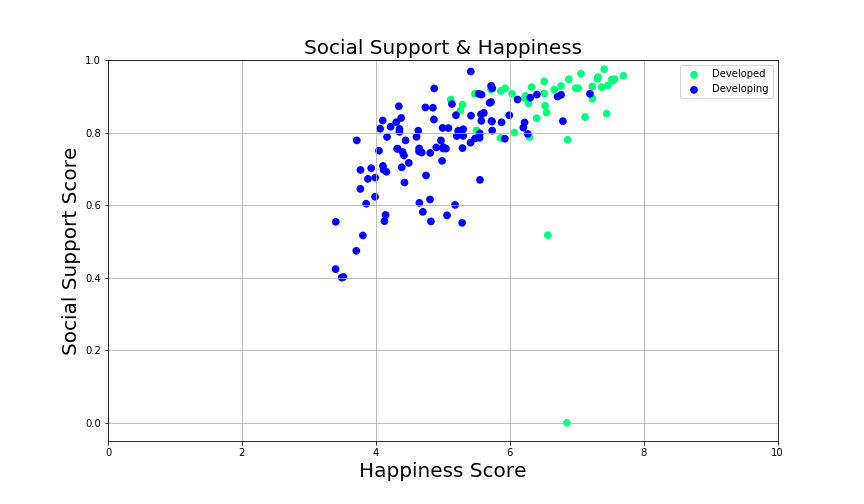 Social Support & Happiness
Developed
Developing
Social Support Score
1.0
0.8
0.6
0.4
0.2
0.0
0 2 4 6 8 10
Happiness Score